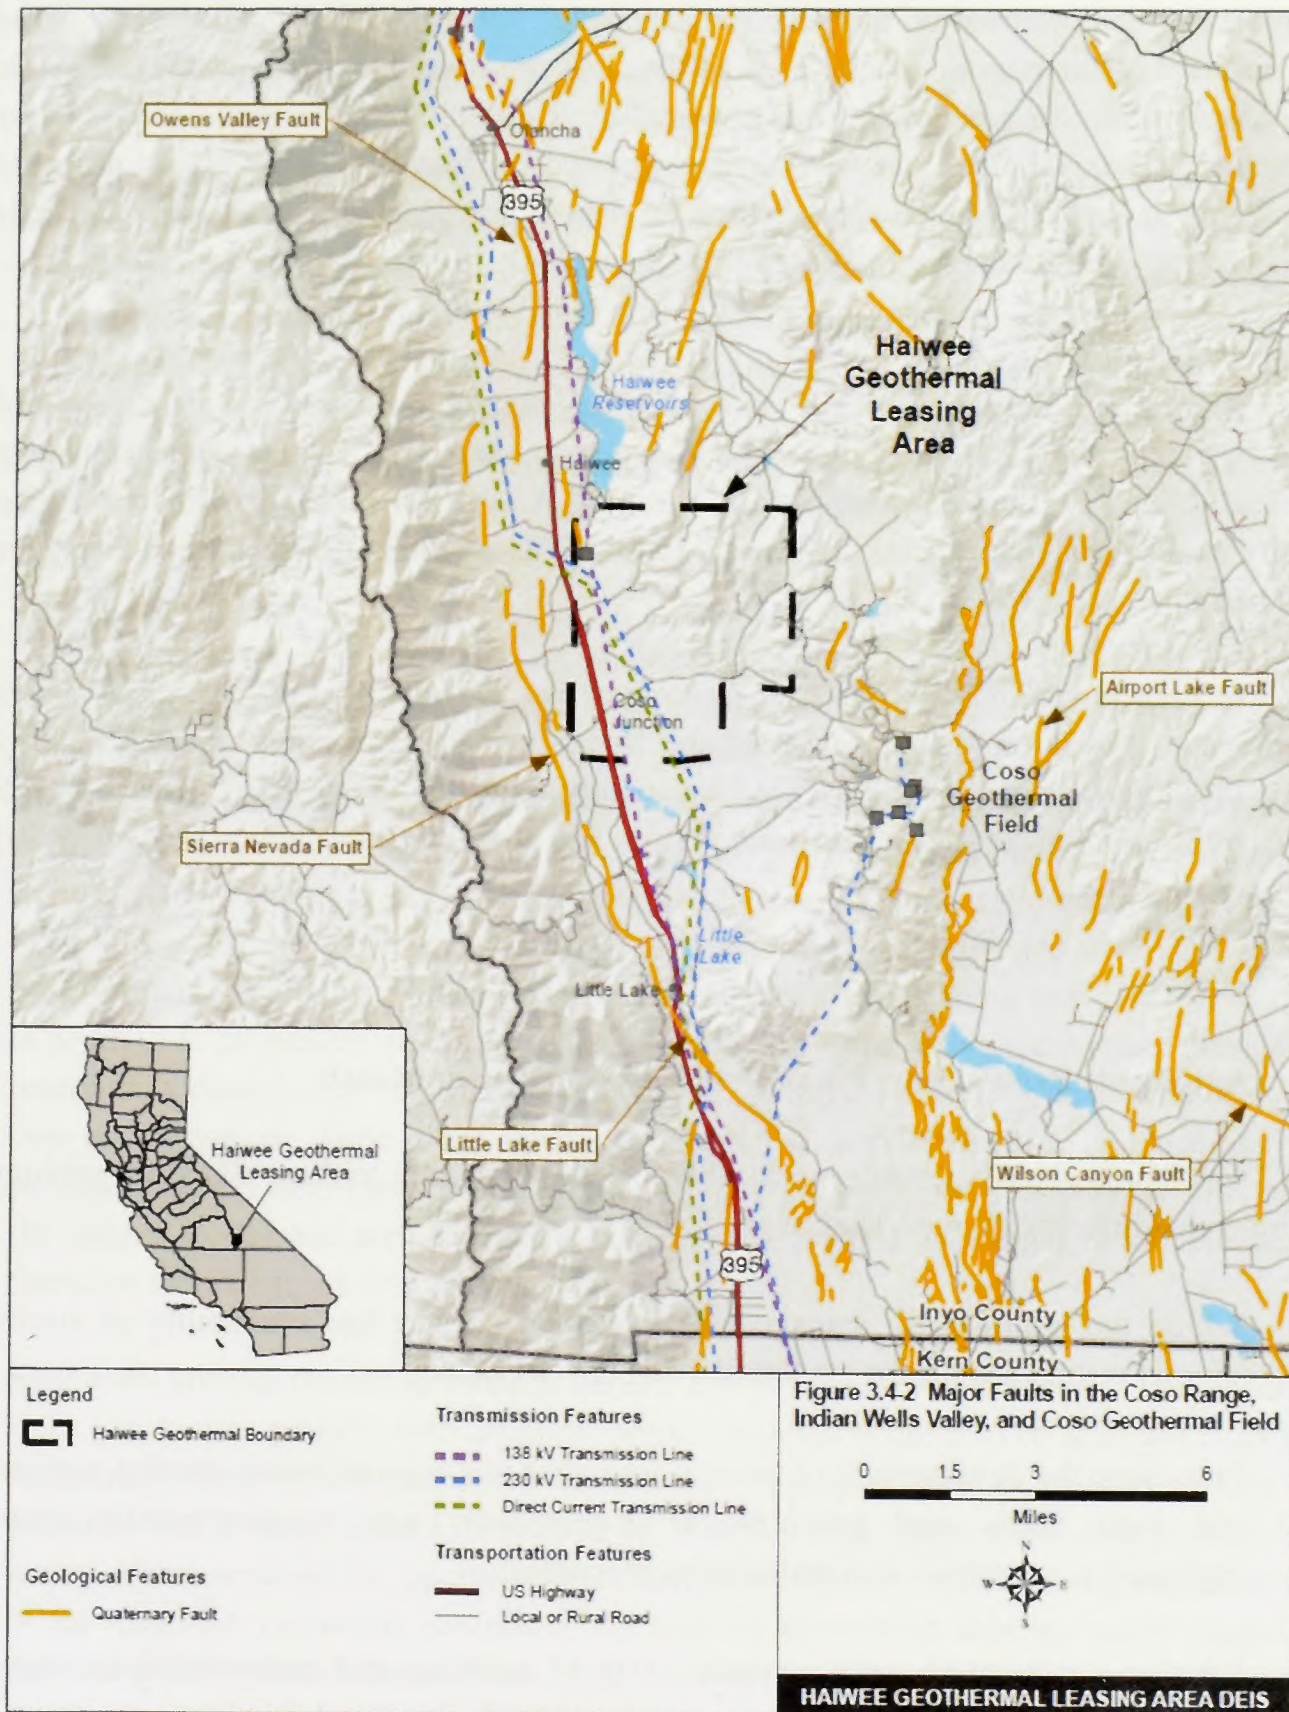 Owens Valley Fault
Olancha
395
Haiwee
Geothermal
Leasing
Area
Haiwee
Reservoirs
Haiwee
Coso
Junction
Airport Lake Fault
Coso
Geothermal
Field
Sierra Nevada Fault
Little
Lake
Little Lake
Haiwee Geothermal
Leasing Area
Little Lake Fault
Wilson Canyon Fault
395
Inyo County
Kern County
Legend
Haiwee Geothermal Boundary
Geological Features
Quaternary Fault
Transmission Features
138 kV Transmission Line
230 kV Transmission Line
Direct Current Transmission Line
Transportation Features
US Highway
Local or Rural Road
Figure 3.4-2 Major Faults in the Coso Range,
Indian Wells Valley, and Coso Geothermal Field
0 1.5 3 6
Miles
N
W E
S
HAIWEE GEOTHERMAL LEASING AREA DEIS